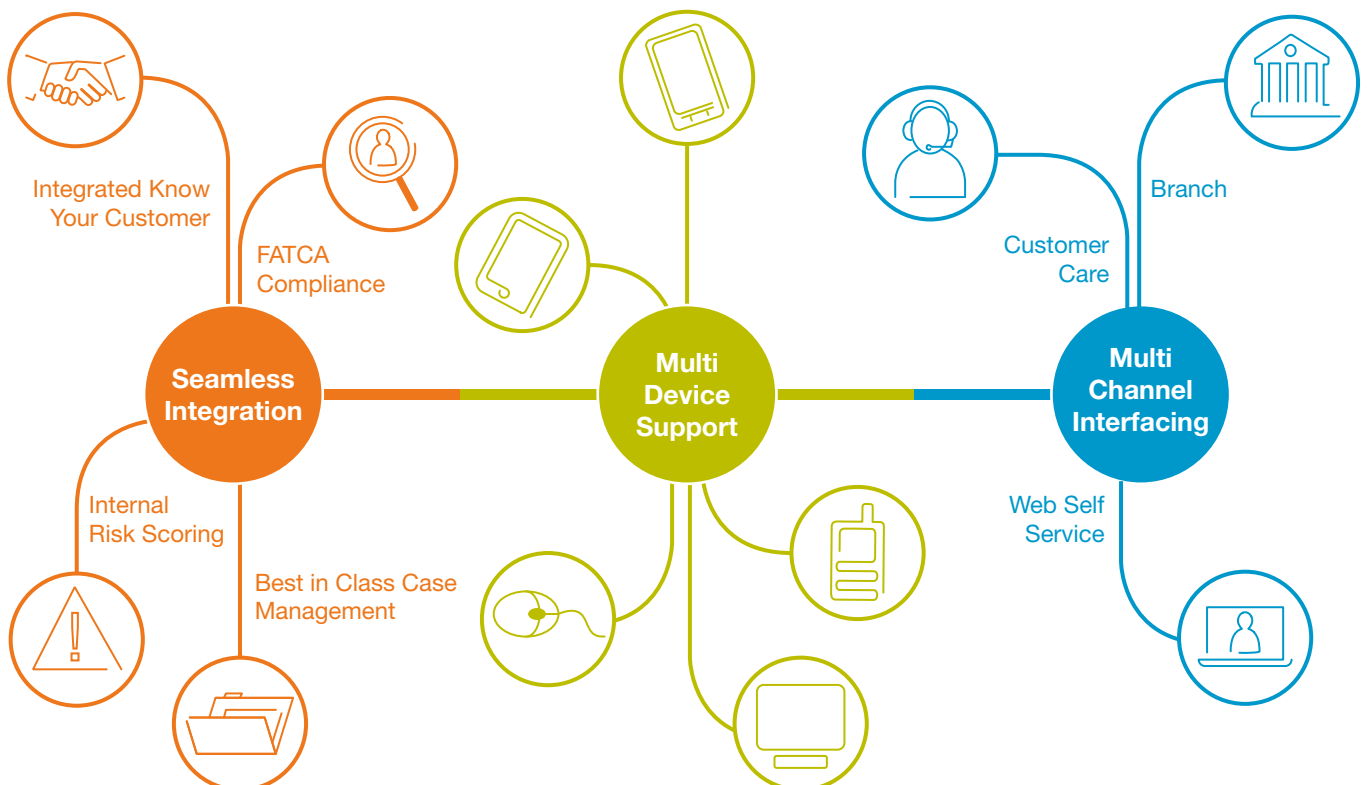 Integrated Know
Your Customer
FATCA
Compliance
Seamless
Integration
Internal
Risk Scoring
Best in Class Case
Management
Multi
Device
Support
Customer
Care
Branch
Multi
Channel
Interfacing
Web Self
Service